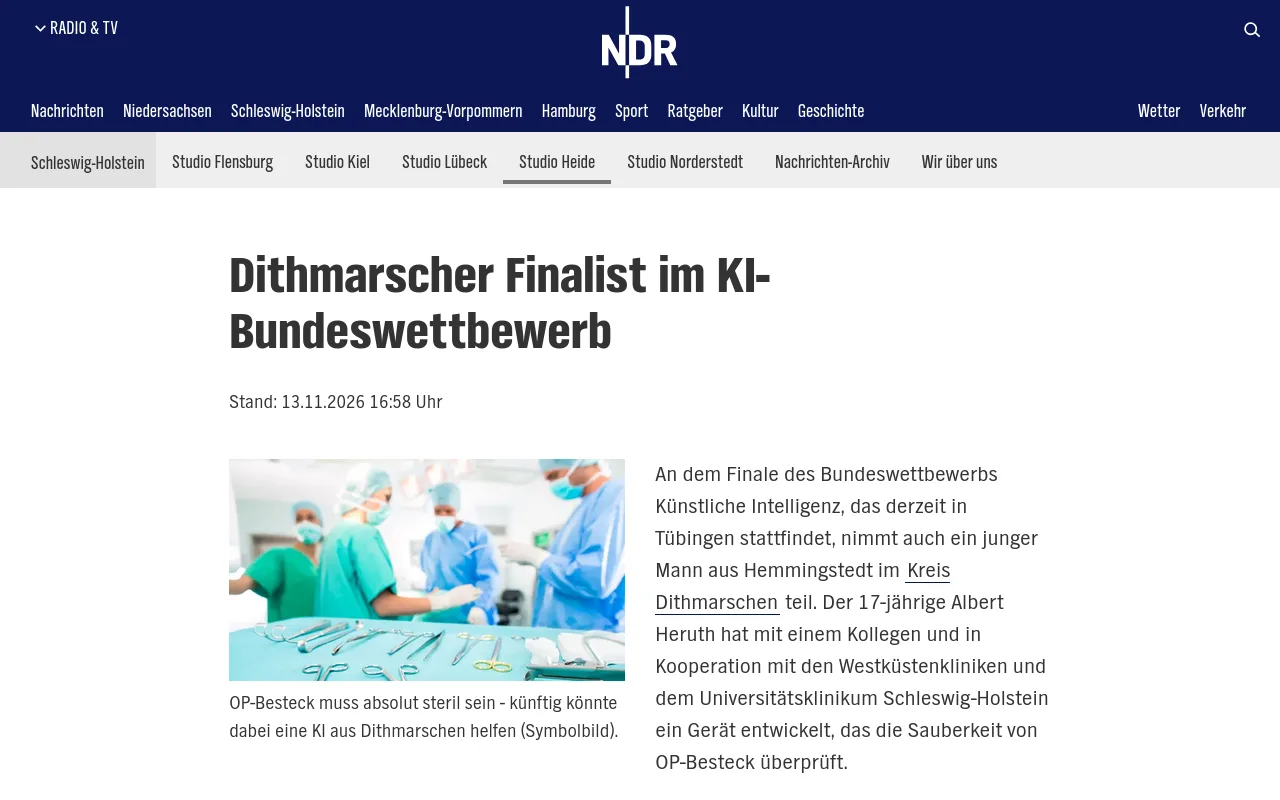 RADIO & TV
NDR
Nachrichten Niedersachsen Schleswig-Holstein Mecklenburg-Vorpommern Hamburg Sport Ratgeber Kultur Geschichte Wetter Verkehr
Schleswig-Holstein Studio Flensburg Studio Kiel Studio Lübeck Studio Heide Studio Norderstedt Nachrichten-Archiv Wir über uns
Dithmarscher Finalist im KI-
Bundeswettbewerb
Stand: 13.11.2026 16:58 Uhr
OP-Besteck muss absolut steril sein - künftig könnte
dabei eine KI aus Dithmarschen helfen (Symbolbild).
An dem Finale des Bundeswettbewerbs
Künstliche Intelligenz, das derzeit in
Tübingen stattfindet, nimmt auch ein junger
Mann aus Hemmingstedt im Kreis
Dithmarschen teil. Der 17-jährige Albert
Heruth hat mit einem Kollegen und in
Kooperation mit den Westküstenkliniken und
dem Universitätsklinikum Schleswig-Holstein
ein Gerät entwickelt, das die Sauberkeit von
OP-Besteck überprüft.